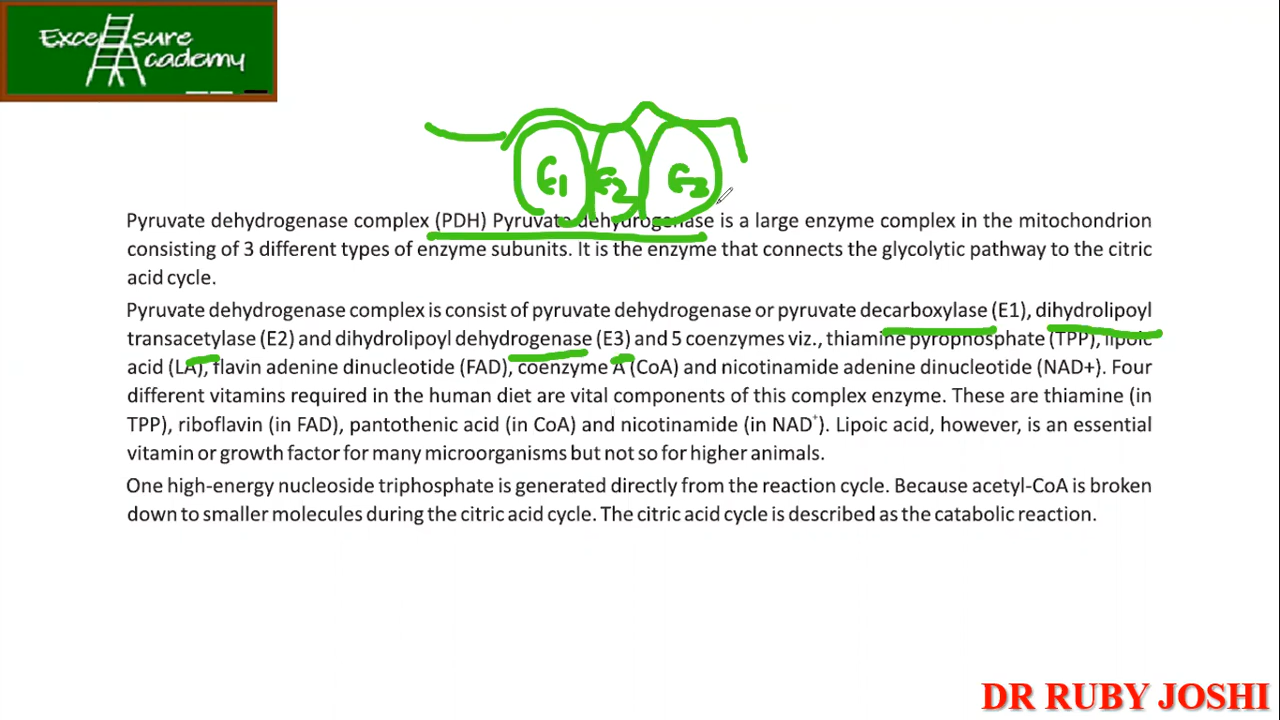 Excel sure
Academy
E1 E2 E3
Pyruvate dehydrogenase complex (PDH) Pyruvate dehydrogenase is a large enzyme complex in the mitochondrion
consisting of 3 different types of enzyme subunits. It is the enzyme that connects the glycolytic pathway to the citric
acid cycle.
Pyruvate dehydrogenase complex is consist of pyruvate dehydrogenase or pyruvate decarboxylase (E1), dihydrolipoyl
transacetylase (E2) and dihydrolipoyl dehydrogenase (E3) and 5 coenzymes viz., thiamine pyrophosphate (TPP), lipoic
acid (LA), flavin adenine dinucleotide (FAD), coenzyme A (CoA) and nicotinamide adenine dinucleotide (NAD+). Four
different vitamins required in the human diet are vital components of this complex enzyme. These are thiamine (in
TPP), riboflavin (in FAD), pantothenic acid (in CoA) and nicotinamide (in NAD⁺). Lipoic acid, however, is an essential
vitamin or growth factor for many microorganisms but not so for higher animals.
One high-energy nucleoside triphosphate is generated directly from the reaction cycle. Because acetyl-CoA is broken
down to smaller molecules during the citric acid cycle. The citric acid cycle is described as the catabolic reaction.
DR RUBY JOSHI